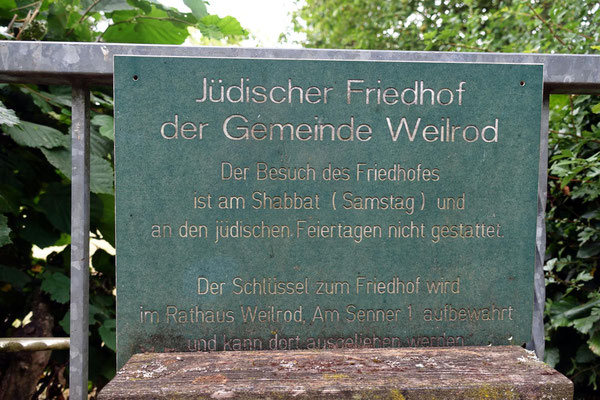 Jüdischer Friedhof
der Gemeinde Weilrod
Der Besuch des Friedhofes
ist am Shabbat (Samstag) und
an den jüdischen Feiertagen nicht gestattet.
Der Schlüssel zum Friedhof wird
im Rathaus Weilrod, Am Senner 1 aufbewahrt
und kann dort ausgeliehen werden